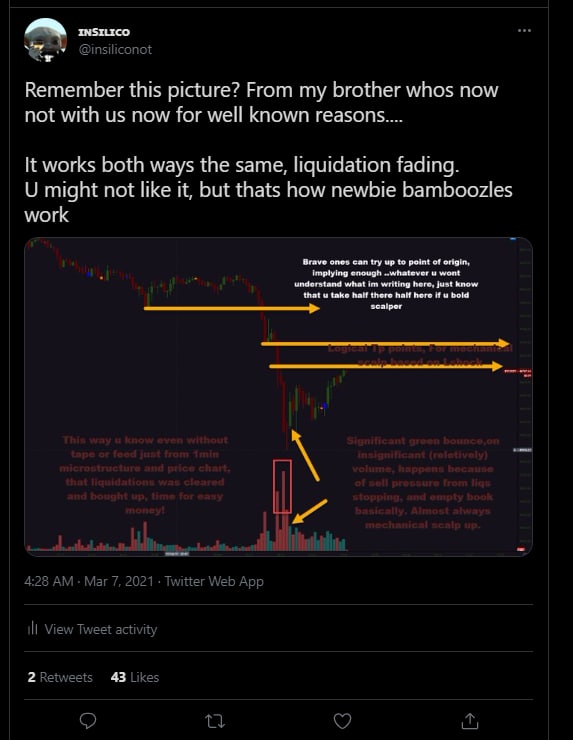 INSILICO
@insiliconot
Remember this picture? From my brother whos now
not with us now for well known reasons....
It works both ways the same, liquidation fading.
U might not like it, but thats how newbie bamboozles
work
Brave ones can try up to point of origin,
implying enough ..whatever u wont
understand what im writing here, just know
that u take half there half here if u bold
scalper
Logical Tp points, For mechanical
scalp based on Lshock
This way u know even without
tape or feed just from 1min
microstructure and price chart,
that liquidations was cleared
and bought up, time for easy
money!
Significant green bounce,on
insignificant (reletively)
volume, happens because
of sell pressure from liqs
stopping, and empty book
basically. Almost always
mechanical scalp up.
4:28 AM · Mar 7, 2021 · Twitter Web App
View Tweet activity
2 Retweets 43 Likes